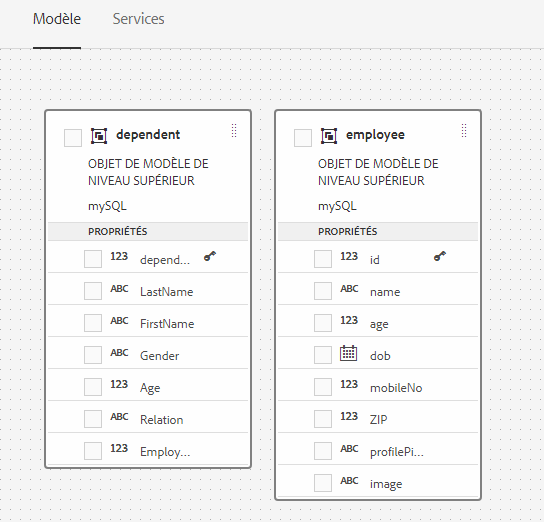 Modèle
Services
dependent
OBJET DE MODÈLE DE
NIVEAU SUPÉRIEUR
mySQL
PROPRIÉTÉS
123 depend...
ABC LastName
ABC FirstName
ABC Gender
123 Age
ABC Relation
123 Employ...
employee
OBJET DE MODÈLE DE
NIVEAU SUPÉRIEUR
mySQL
PROPRIÉTÉS
123 id
ABC name
123 age
dob
123 mobileNo
123 ZIP
ABC profilePi...
ABC image